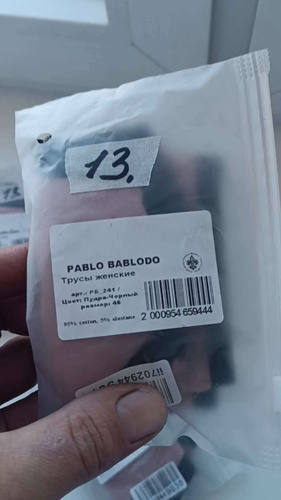 13.
PABLO BABLODO
Трусы женские
арт.: PB_241 /
Цвет: Пудра-Черный
размер: 46
95% cotton, 5% elastane
2 000954 659444